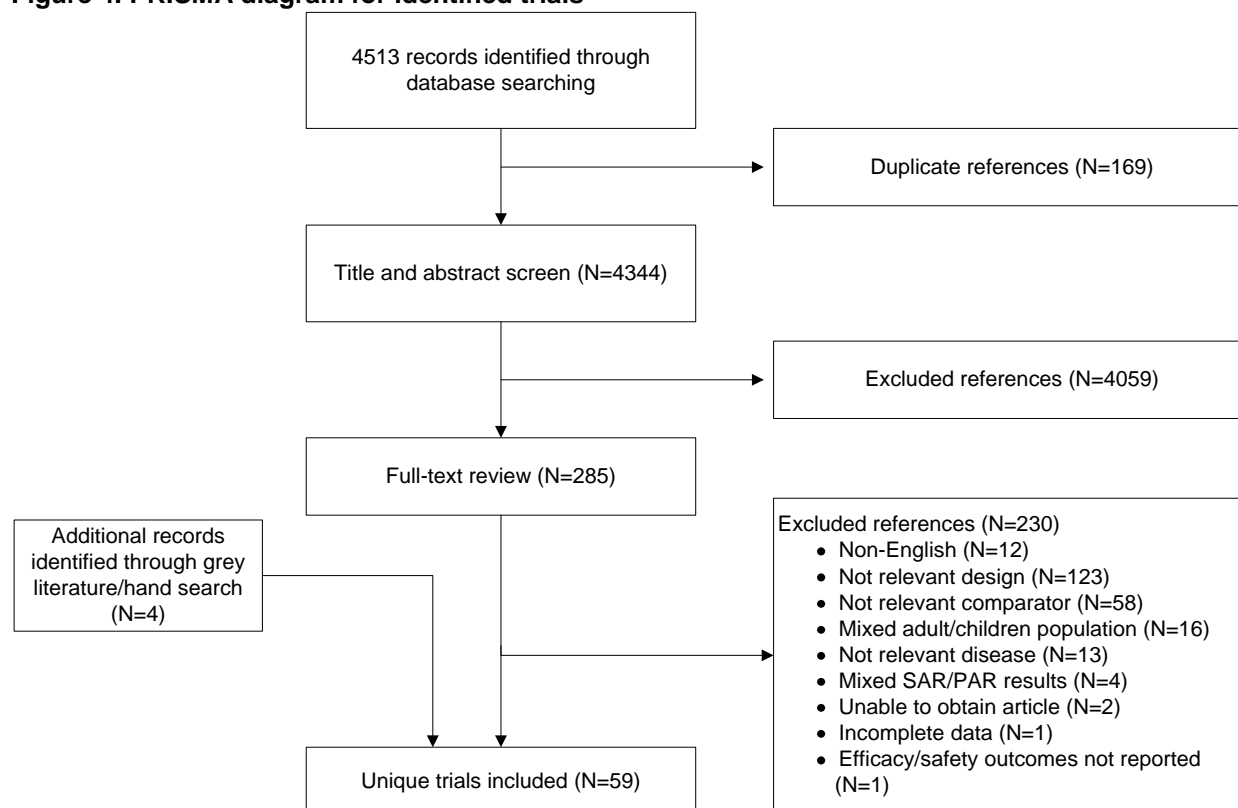 Figure 4. PRISMA diagram for identified trials
4513 records identified through
database searching
Duplicate references (N=169)
Title and abstract screen (N=4344)
Excluded references (N=4059)
Full-text review (N=285)
Additional records
identified through grey
literature/hand search
(N=4)
Excluded references (N=230)
• Non-English (N=12)
• Not relevant design (N=123)
• Not relevant comparator (N=58)
• Mixed adult/children population (N=16)
• Not relevant disease (N=13)
• Mixed SAR/PAR results (N=4)
• Unable to obtain article (N=2)
• Incomplete data (N=1)
• Efficacy/safety outcomes not reported
(N=1)
Unique trials included (N=59)